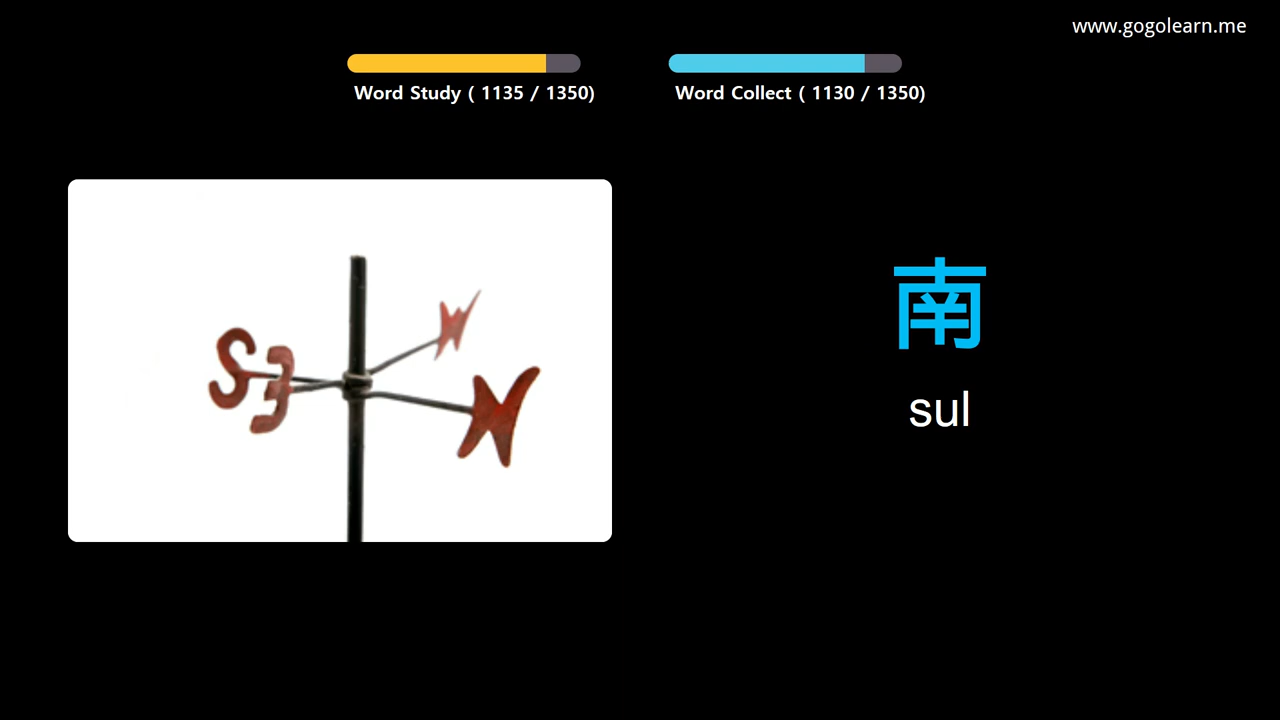 www.gogolearn.me
Word Study ( 1135 / 1350)
Word Collect ( 1130 / 1350)
S
E
W
N
南
sul